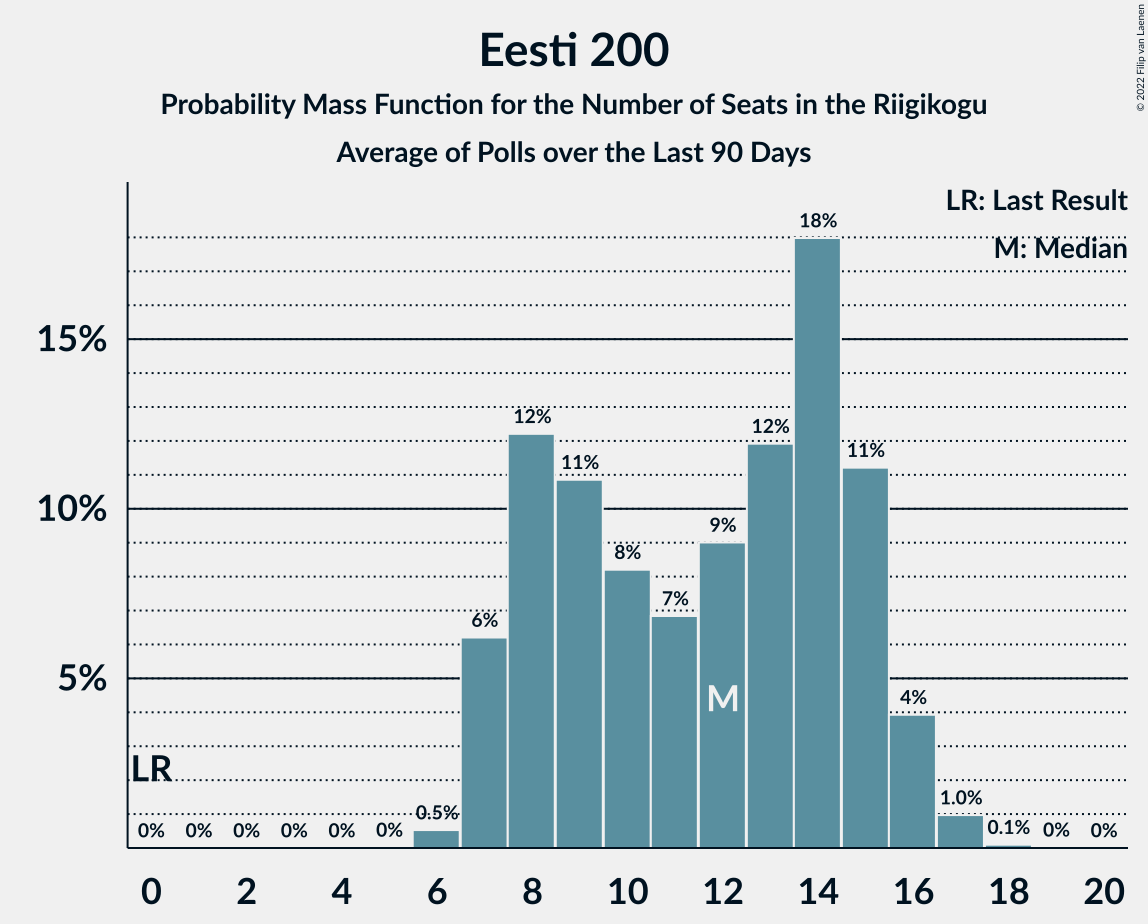 Eesti 200
Probability Mass Function for the Number of Seats in the Riigikogu
Average of Polls over the Last 90 Days
© 2022 Filip van Laenen
LR: Last Result
M: Median
18%
15%
12%
12%
11%
11%
10%
9%
8%
7%
6%
5%
4%
M
LR
0% 0% 0% 0% 0% 0% 0.5% 1.0% 0.1% 0% 0%
0 2 4 6 8 10 12 14 16 18 20